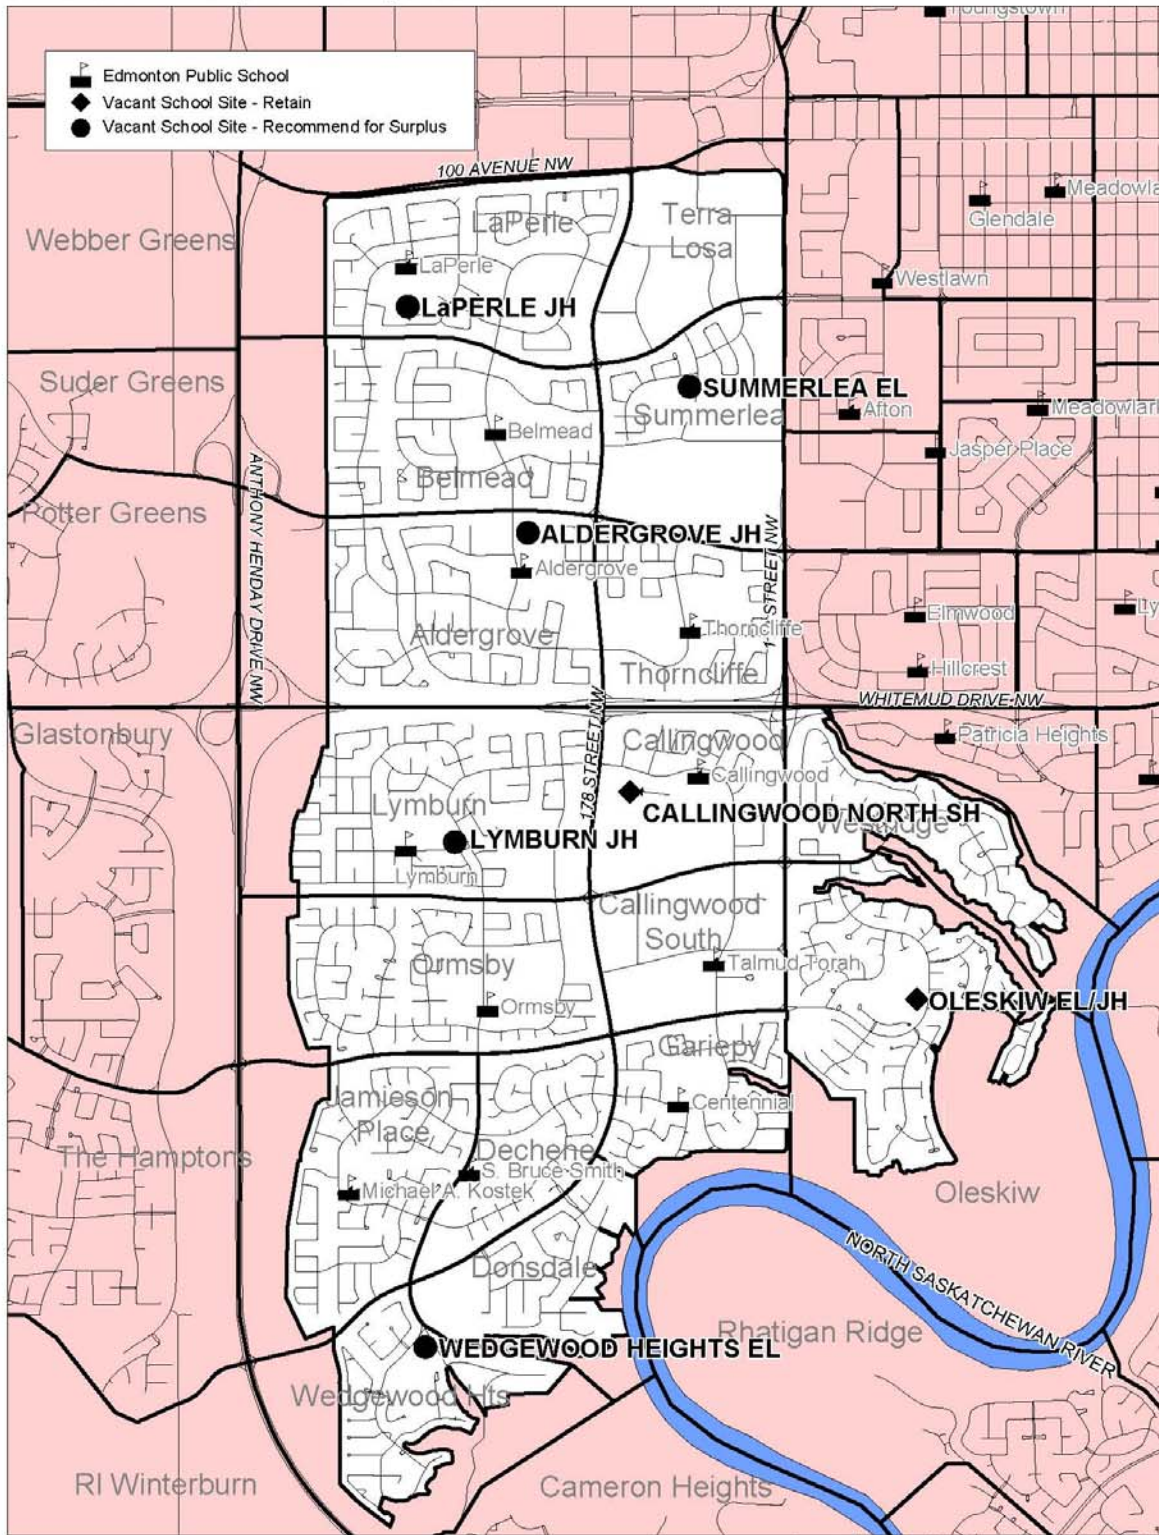 Youngstown
Edmonton Public School
Vacant School Site - Retain
Vacant School Site - Recommend for Surplus
100 AVENUE NW
LaPerle
Terra
Losa
Glendale
Webber Greens
LaPerle
Westlawn
LaPERLE JH
Suder Greens
SUMMERLEA EL
Summerlea
Afton
Meadowlark
Belmead
Jasper Place
Belmead
ANTHONY HENDAY DRIVE NW
Potter Greens
ALDERGROVE JH
STREET NW
Aldergrove
Elmwood
Aldergrove
Thorncliffe
Thorncliffe
Hillcrest
WHITEMUD DRIVE NW
178 STREET NW
Glastonbury
Callingwood
Patricia Heights
Callingwood
Lymburn
CALLINGWOOD NORTH SH
Westridge
LYMBURN JH
Lymburn
Callingwood
South
Ormsby
Talmud Torah
Ormsby
OLESKIW EL/JH
Gariepy
Jamieson
Place
Centennial
Dechene
The Hamptons
S. Bruce Smith
Michael A. Kostek
Oleskiw
Donsdale
NORTH SASKATCHEWAN RIVER
Rhatigan Ridge
WEDGEWOOD HEIGHTS EL
Wedgewood Hts
RI Winterburn
Cameron Heights